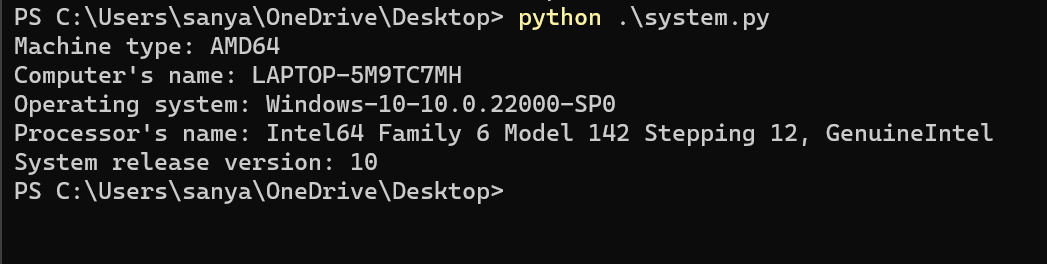 PS C:\Users\sanya\OneDrive\Desktop> python .\system.py
Machine type: AMD64
Computer's name: LAPTOP-5M9TC7MH
Operating system: Windows-10-10.0.22000-SP0
Processor's name: Intel64 Family 6 Model 142 Stepping 12, GenuineIntel
System release version: 10
PS C:\Users\sanya\OneDrive\Desktop>